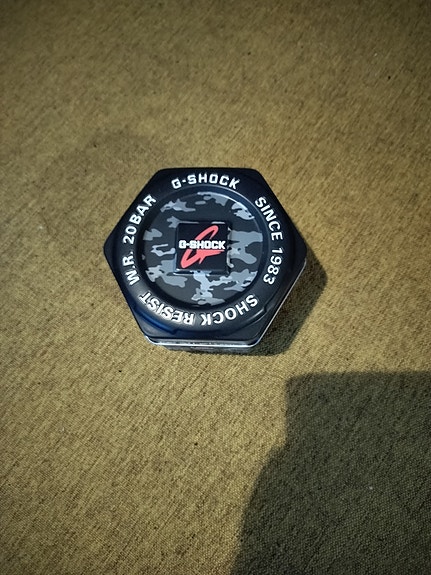 G-SHOCK
SINCE 1983
SHOCK RESIST
W.R. 20BAR
G-SHOCK